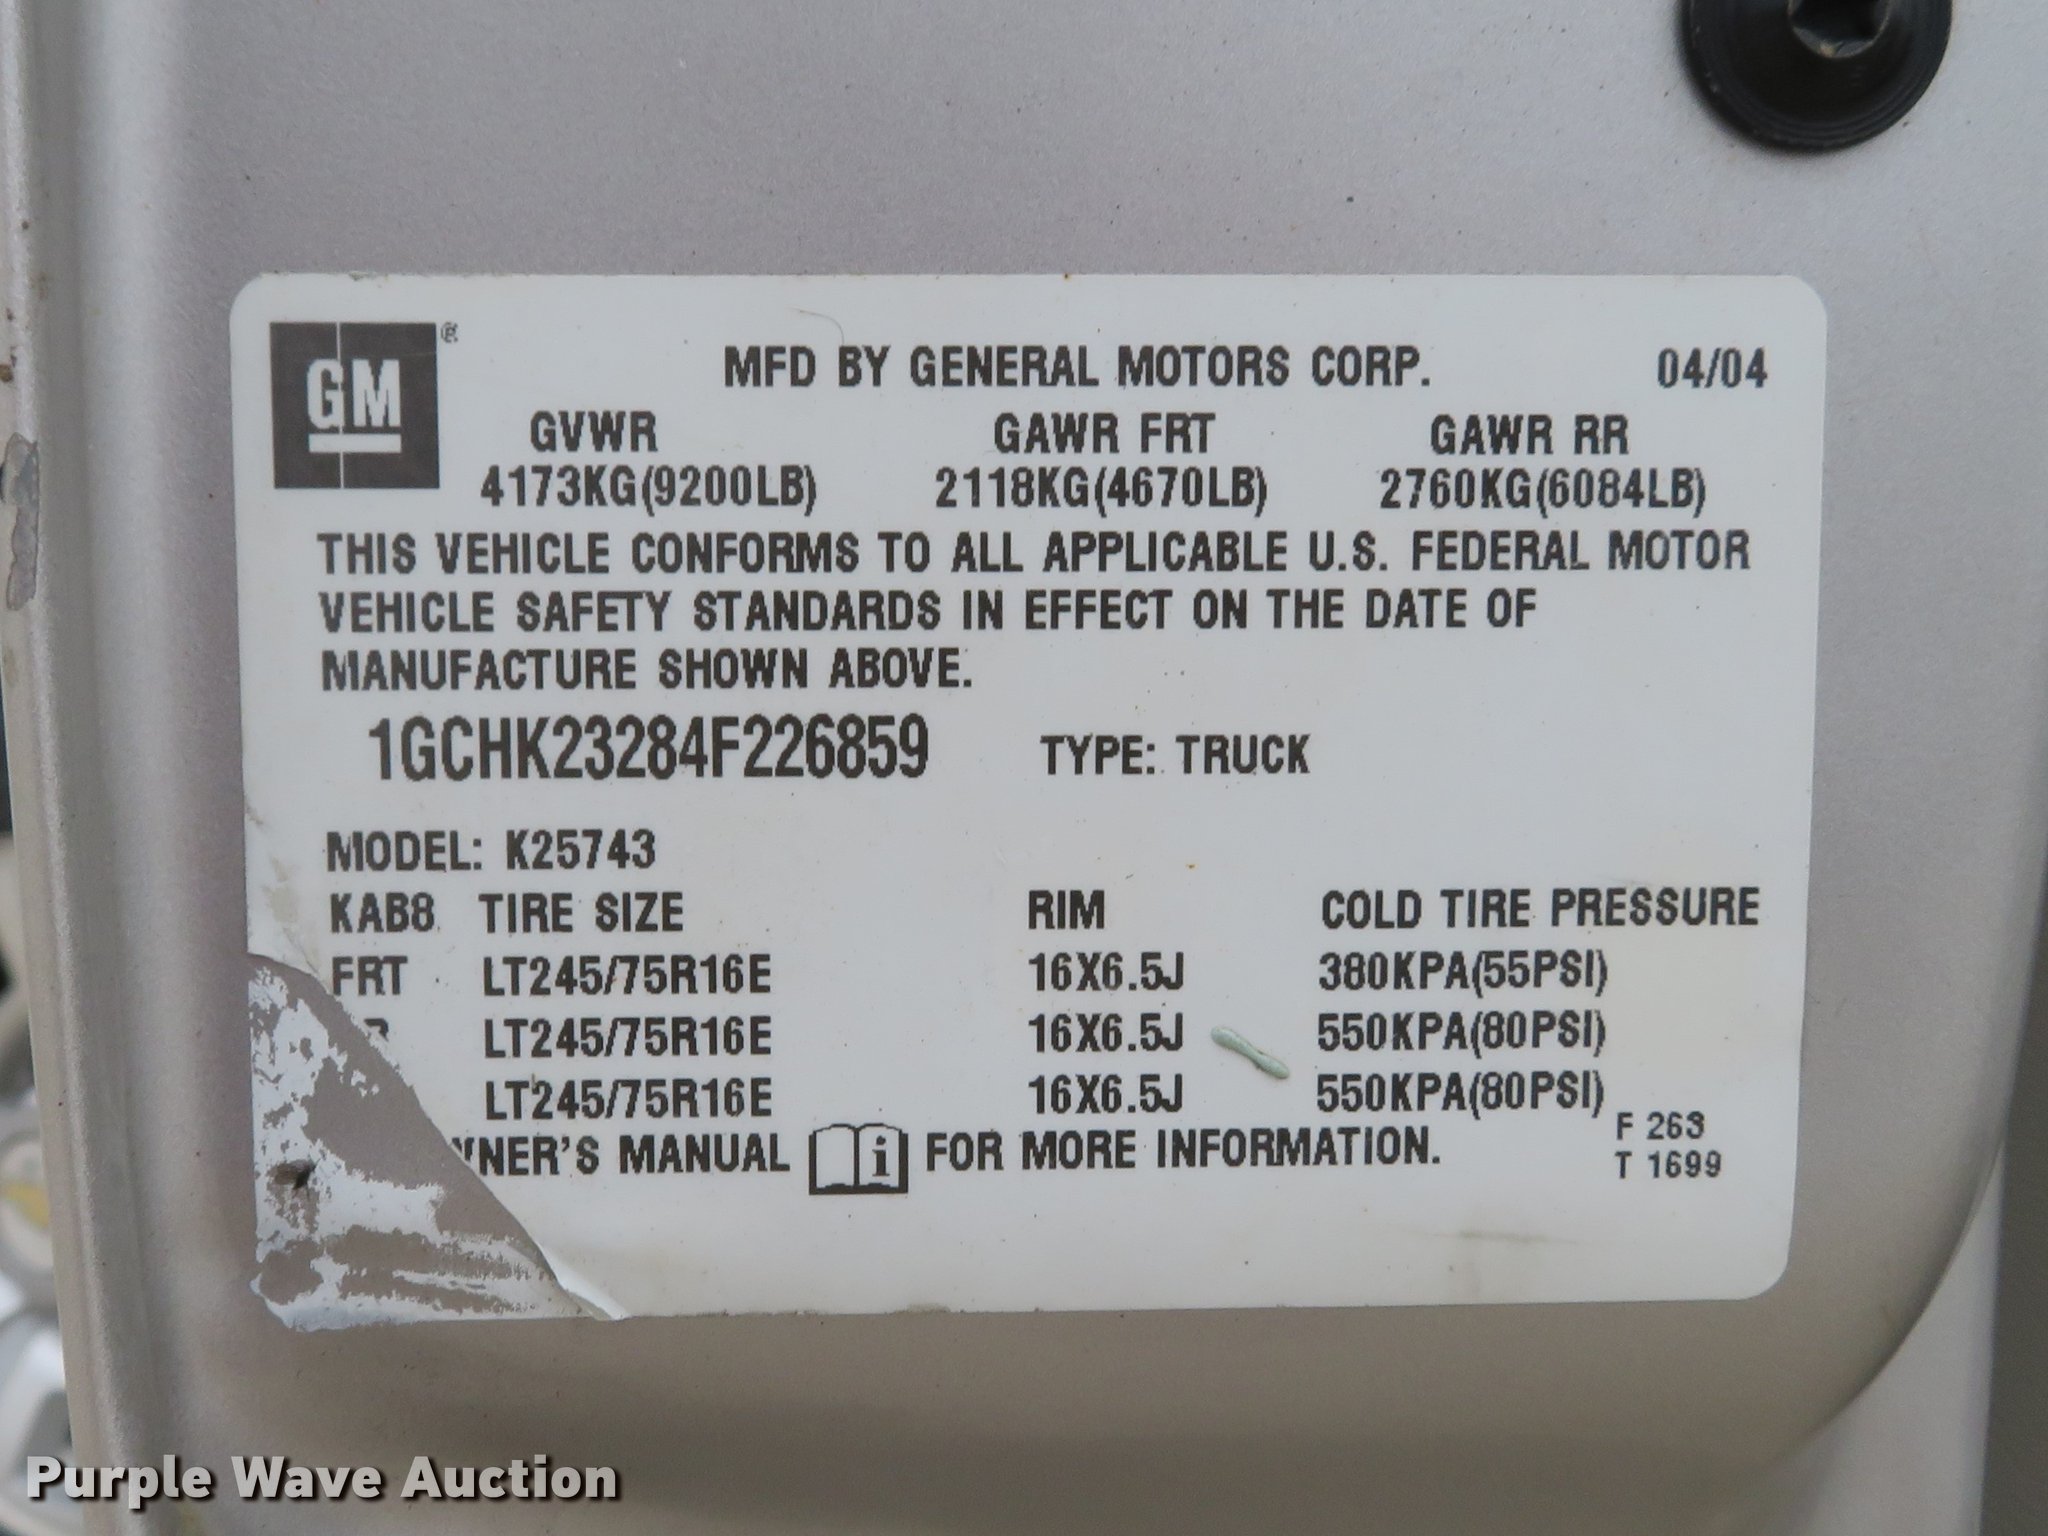 GM®
MFD BY GENERAL MOTORS CORP. 04/04
GVWR GAWR FRT GAWR RR
4173KG(9200LB) 2118KG(4670LB) 2760KG(6084LB)
THIS VEHICLE CONFORMS TO ALL APPLICABLE U.S. FEDERAL MOTOR
VEHICLE SAFETY STANDARDS IN EFFECT ON THE DATE OF
MANUFACTURE SHOWN ABOVE.
1GCHK23284F226859 TYPE: TRUCK
MODEL: K25743
KAB8 TIRE SIZE RIM COLD TIRE PRESSURE
FRT LT245/75R16E 16X6.5J 380KPA(55PSI)
LT245/75R16E 16X6.5J 550KPA(80PSI)
LT245/75R16E 16X6.5J 550KPA(80PSI)
WNER'S MANUAL i FOR MORE INFORMATION.
F 263
T 1699
Purple Wave Auction